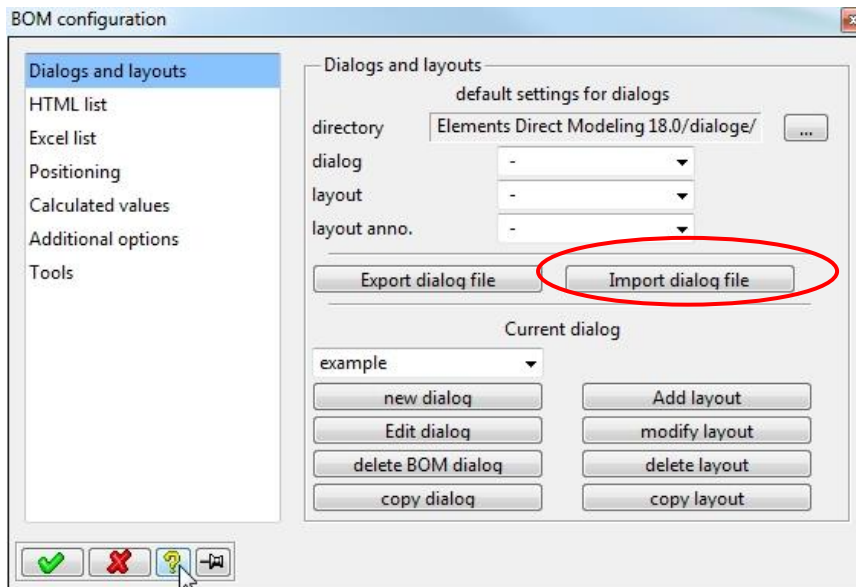 BOM configuration
Dialogs and layouts
HTML list
Excel list
Positioning
Calculated values
Additional options
Tools
Dialogs and layouts
default settings for dialogs
directory Elements Direct Modeling 18.0/dialoge/ ...
dialog -
layout -
layout anno. -
Export dialog file Import dialog file
Current dialog
example
new dialog Add layout
Edit dialog modify layout
delete BOM dialog delete layout
copy dialog copy layout